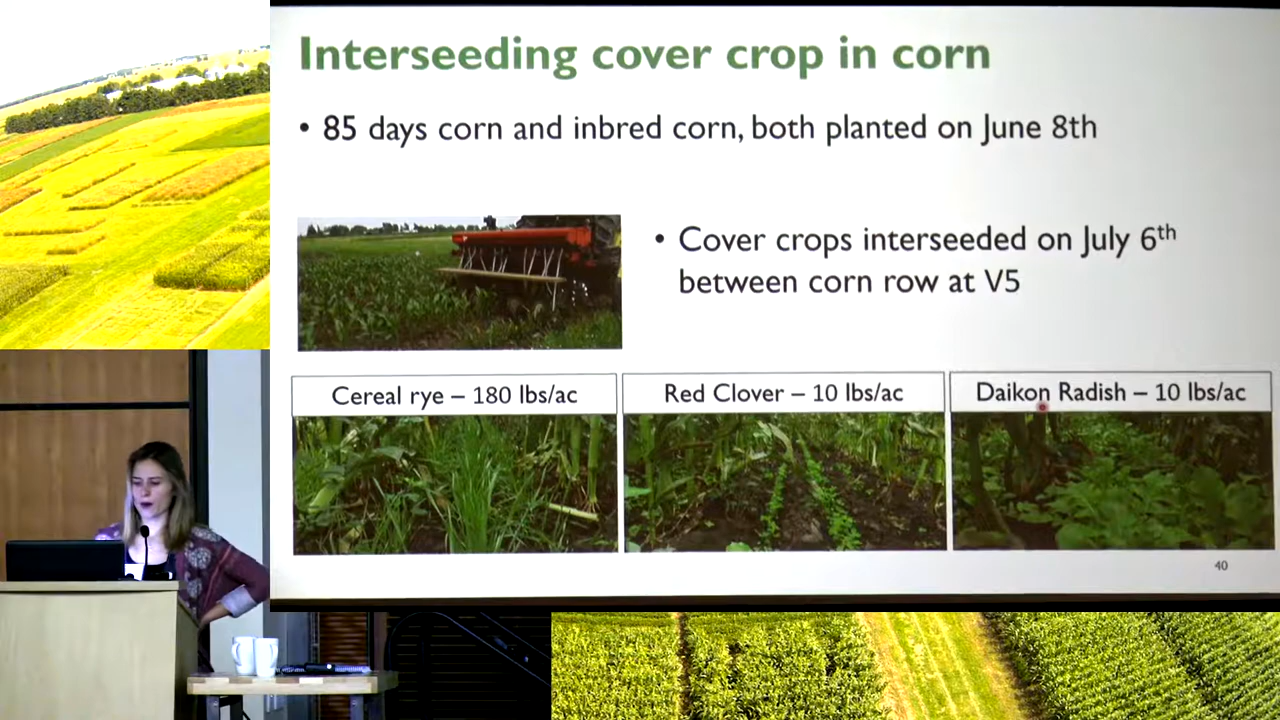 Interseeding cover crop in corn
• 85 days corn and inbred corn, both planted on June 8th
• Cover crops interseeded on July 6th
between corn row at V5
Cereal rye – 180 lbs/ac
Red Clover – 10 lbs/ac
Daikon Radish – 10 lbs/ac
40